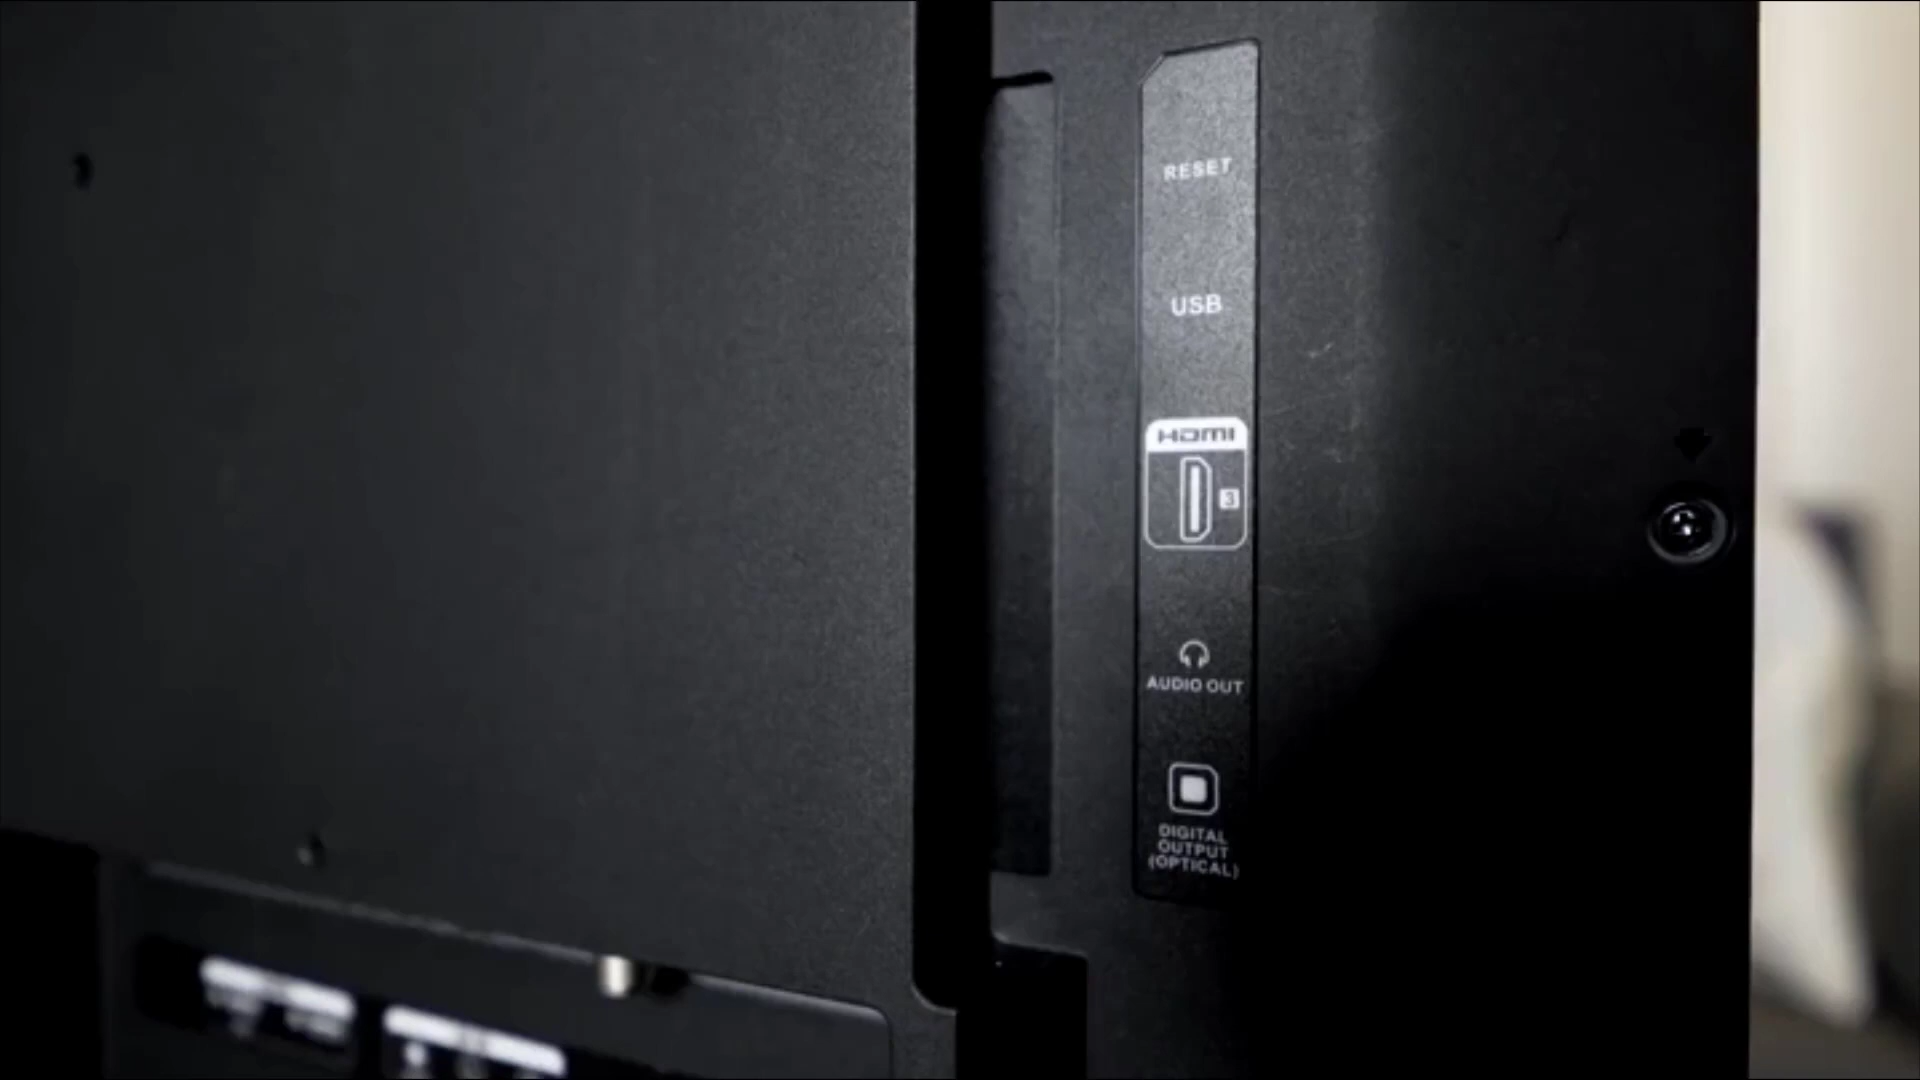 RESET
USB
HDMI
3
AUDIO OUT
DIGITAL
OUTPUT
(OPTICAL)